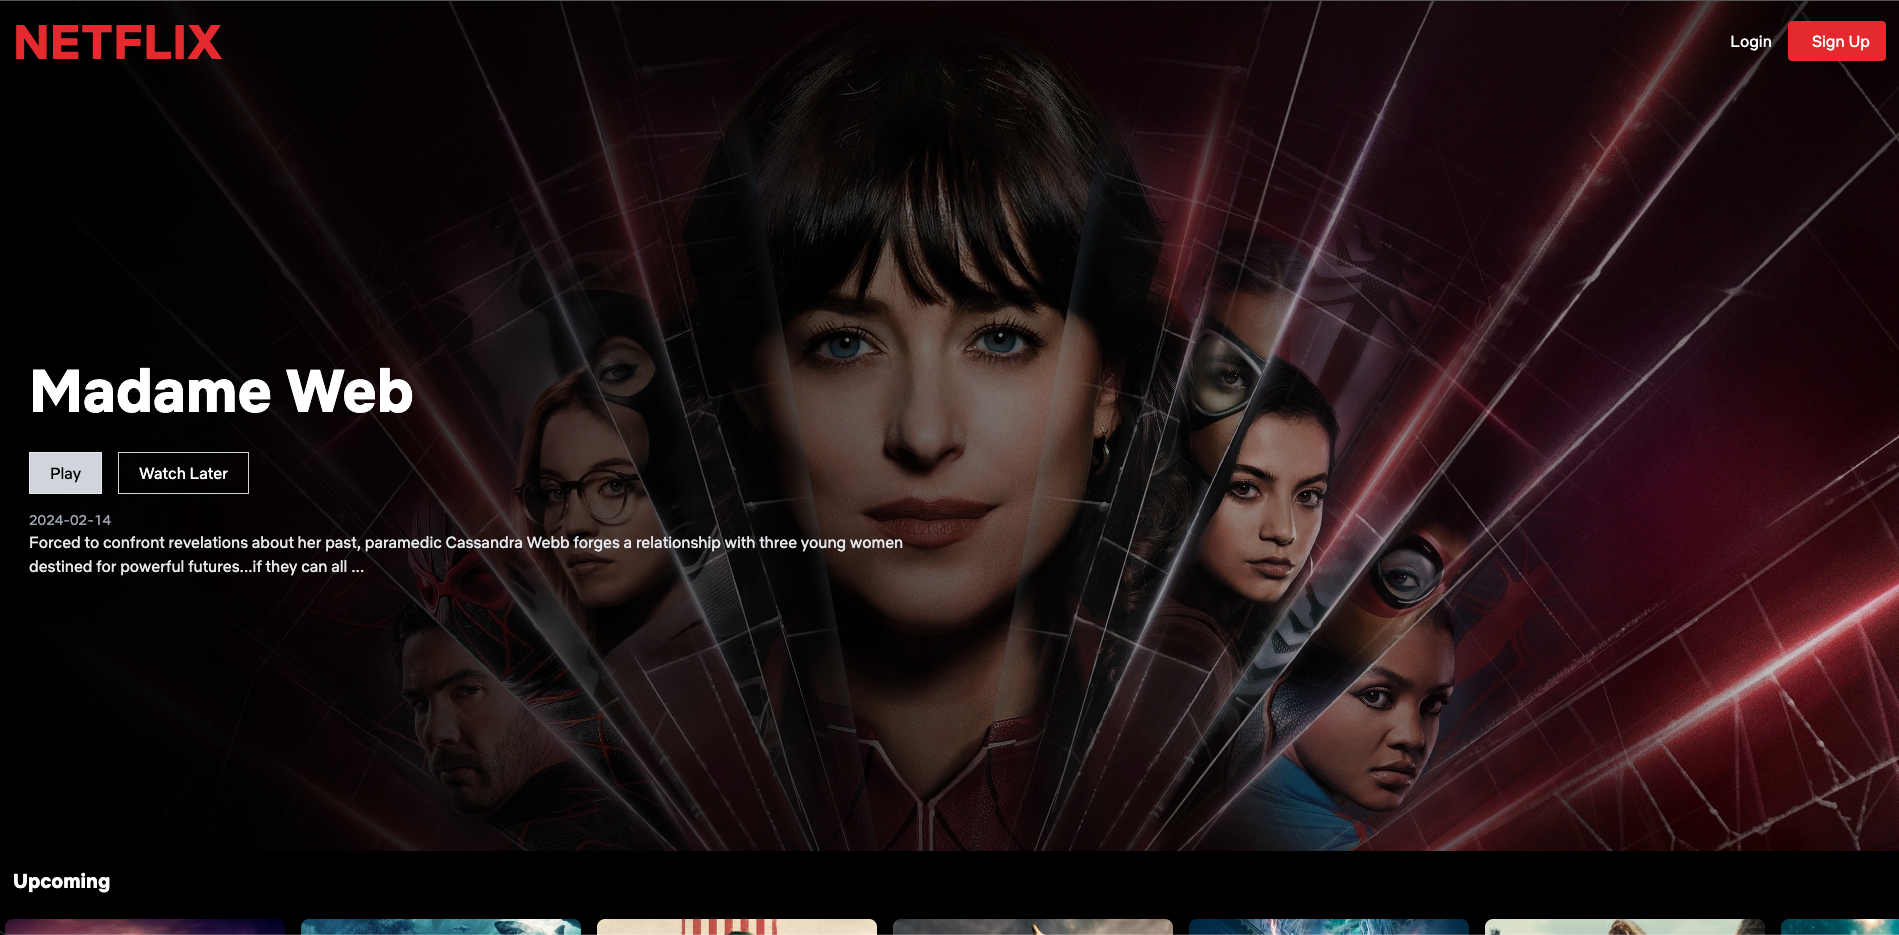 NETFLIX
Login
Sign Up
Madame Web
Play
Watch Later
2024-02-14
Forced to confront revelations about her past, paramedic Cassandra Webb forges a relationship with three young women
destined for powerful futures...if they can all ...
Upcoming